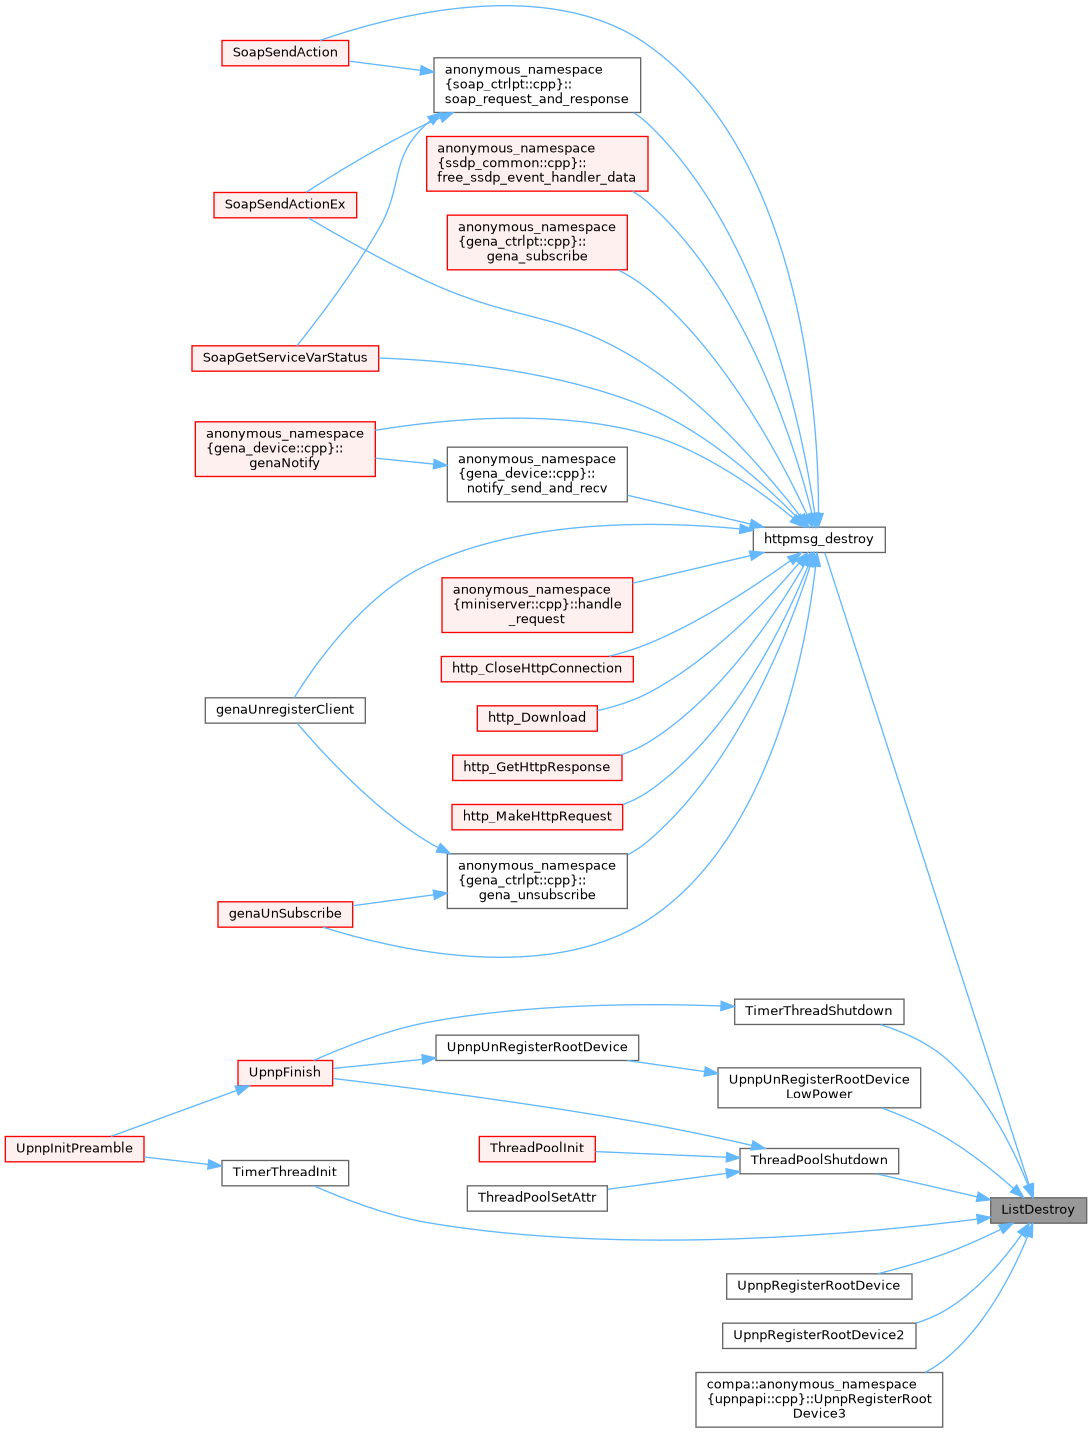 SoapSendAction
anonymous_namespace
{soap_ctrlpt::cpp}::
soap_request_and_response
anonymous_namespace
{ssdp_common::cpp}::
free_ssdp_event_handler_data
SoapSendActionEx
anonymous_namespace
{gena_ctrlpt::cpp}::
gena_subscribe
SoapGetServiceVarStatus
anonymous_namespace
{gena_device::cpp}::
genaNotify
anonymous_namespace
{gena_device::cpp}::
notify_send_and_recv
httpmsg_destroy
anonymous_namespace
{miniserver::cpp}::handle
_request
http_CloseHttpConnection
genaUnregisterClient
http_Download
http_GetHttpResponse
http_MakeHttpRequest
anonymous_namespace
{gena_ctrlpt::cpp}::
gena_unsubscribe
genaUnSubscribe
TimerThreadShutdown
UpnpUnRegisterRootDevice
UpnpFinish
UpnpUnRegisterRootDevice
LowPower
UpnpInitPreamble
ThreadPoolInit
ThreadPoolShutdown
TimerThreadInit
ThreadPoolSetAttr
ListDestroy
UpnpRegisterRootDevice
UpnpRegisterRootDevice2
compa::anonymous_namespace
{upnpapi::cpp}::UpnpRegisterRoot
Device3